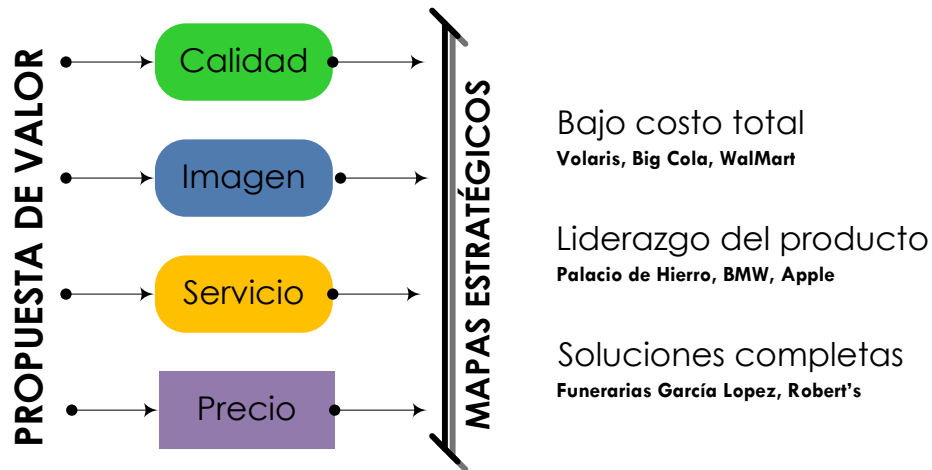 PROPUESTA DE VALOR
Calidad
Imagen
Servicio
Precio
MAPAS ESTRATÉGICOS
Bajo costo total
Volaris, Big Cola, WalMart
Liderazgo del producto
Palacio de Hierro, BMW, Apple
Soluciones completas
Funerarias García Lopez, Robert's